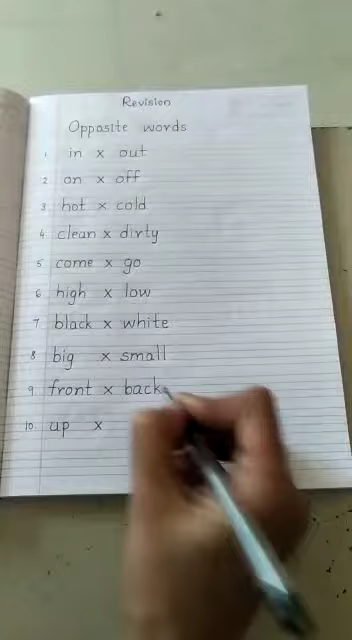 Revision
Opposite words
1 in x out
2 on x off
3 hot x cold
4 clean x dirty
5 come x go
6 high x low
7 black x white
8 big x small
9 front x back
10. up x